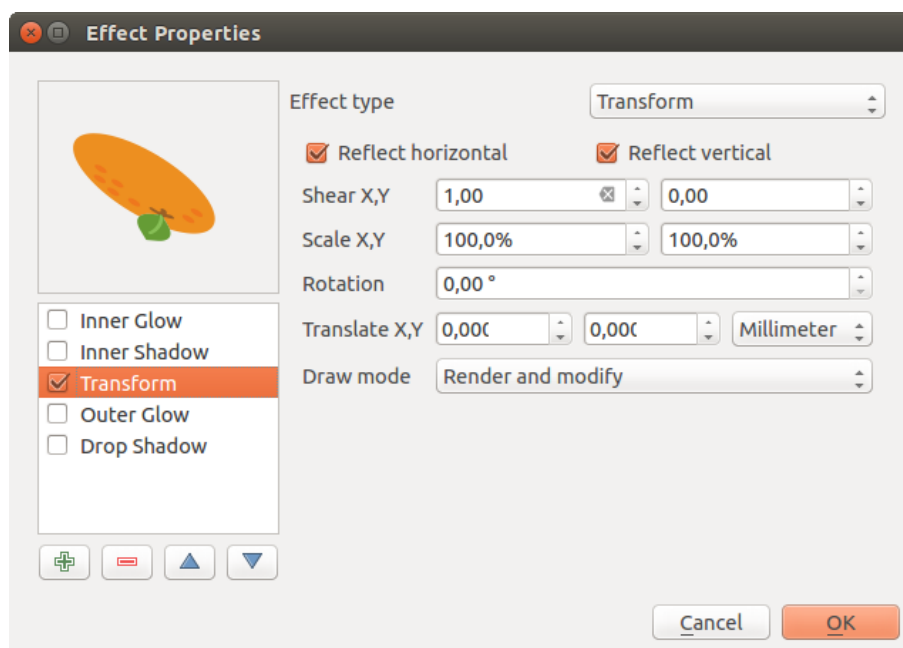 Effect Properties
Effect type Transform
Reflect horizontal Reflect vertical
Shear X,Y 1,00 0,00
Scale X,Y 100,0% 100,0%
Rotation 0,00 °
Translate X,Y 0,000 0,000 Millimeter
Draw mode Render and modify
Inner Glow
Inner Shadow
Transform
Outer Glow
Drop Shadow
Cancel OK